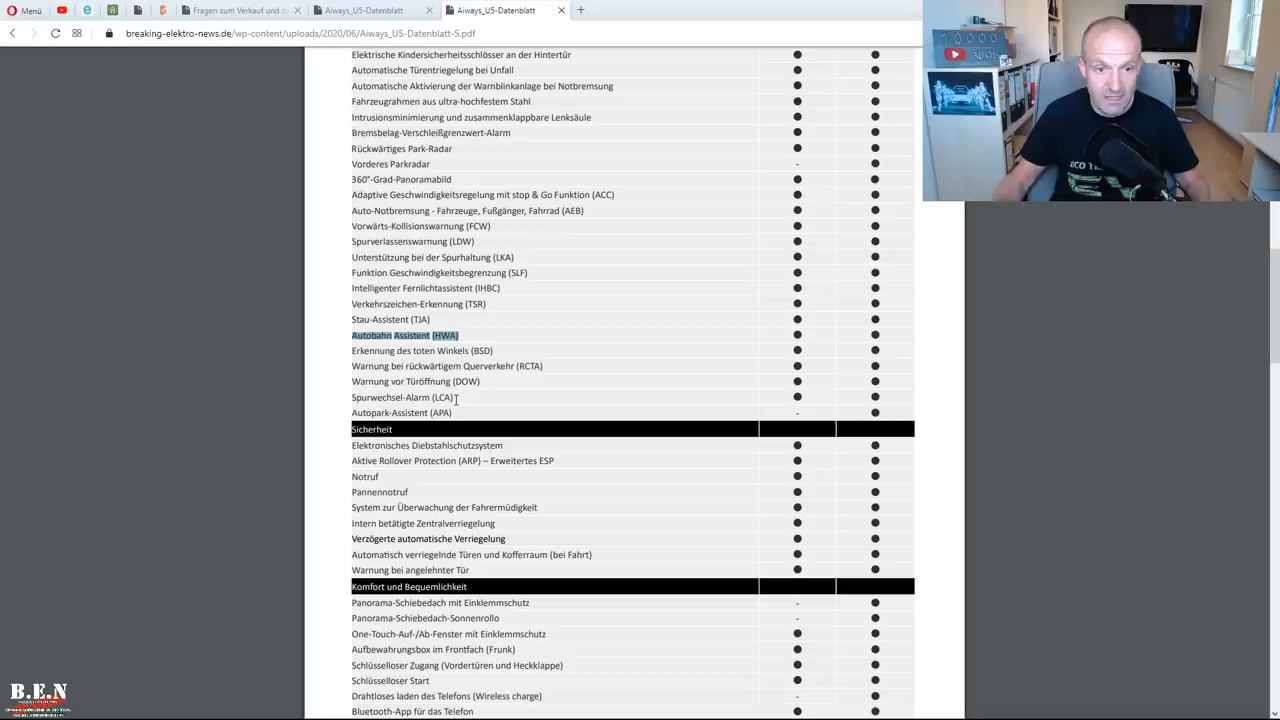 Menü
Fragen zum Verkauf und z
Aiways_U5-Datenblatt
Aiways_U5-Datenblatt
breaking-elektro-news.de/wp-content/uploads/2020/06/Aiways_U5-Datenblatt-5.pdf
10000
ABOS
Elektrische Kindersicherheitsschlösser an der Hintertür
Automatische Türentriegelung bei Unfall
Automatische Aktivierung der Warnblinkanlage bei Notbremsung
Fahrzeugrahmen aus ultra-hochfestem Stahl
Intrusionsminimierung und zusammenklappbare Lenksäule
Bremsbelag-Verschleißgrenzwert-Alarm
Rückwärtiges Park-Radar
Vorderes Parkradar -
360°-Grad-Panoramabild
Adaptive Geschwindigkeitsregelung mit stop & Go Funktion (ACC)
Auto-Notbremsung - Fahrzeuge, Fußgänger, Fahrrad (AEB)
Vorwärts-Kollisionswarnung (FCW)
Spurverlassenswarnung (LDW)
Unterstützung bei der Spurhaltung (LKA)
Funktion Geschwindigkeitsbegrenzung (SLF)
Intelligenter Fernlichtassistent (IHBC)
Verkehrszeichen-Erkennung (TSR)
Stau-Assistent (TJA)
Autobahn Assistent (HWA)
Erkennung des toten Winkels (BSD)
Warnung bei rückwärtigem Querverkehr (RCTA)
Warnung vor Türöffnung (DOW)
Spurwechsel-Alarm (LCA)
Autopark-Assistent (APA) -
Sicherheit
Elektronisches Diebstahlschutzsystem
Aktive Rollover Protection (ARP) – Erweitertes ESP
Notruf
Pannennotruf
System zur Überwachung der Fahrermüdigkeit
Intern betätigte Zentralverriegelung
Verzögerte automatische Verriegelung
Automatisch verriegelnde Türen und Kofferraum (bei Fahrt)
Warnung bei angelehnter Tür
Komfort und Bequemlichkeit
Panorama-Schiebedach mit Einklemmschutz -
Panorama-Schiebedach-Sonnenrollo -
One-Touch-Auf-/Ab-Fenster mit Einklemmschutz
Aufbewahrungsbox im Frontfach (Frunk)
Schlüsselloser Zugang (Vordertüren und Heckklappe)
Schlüsselloser Start
Drahtloses laden des Telefons (Wireless charge) -
Bluetooth-App für das Telefon
B.E.N